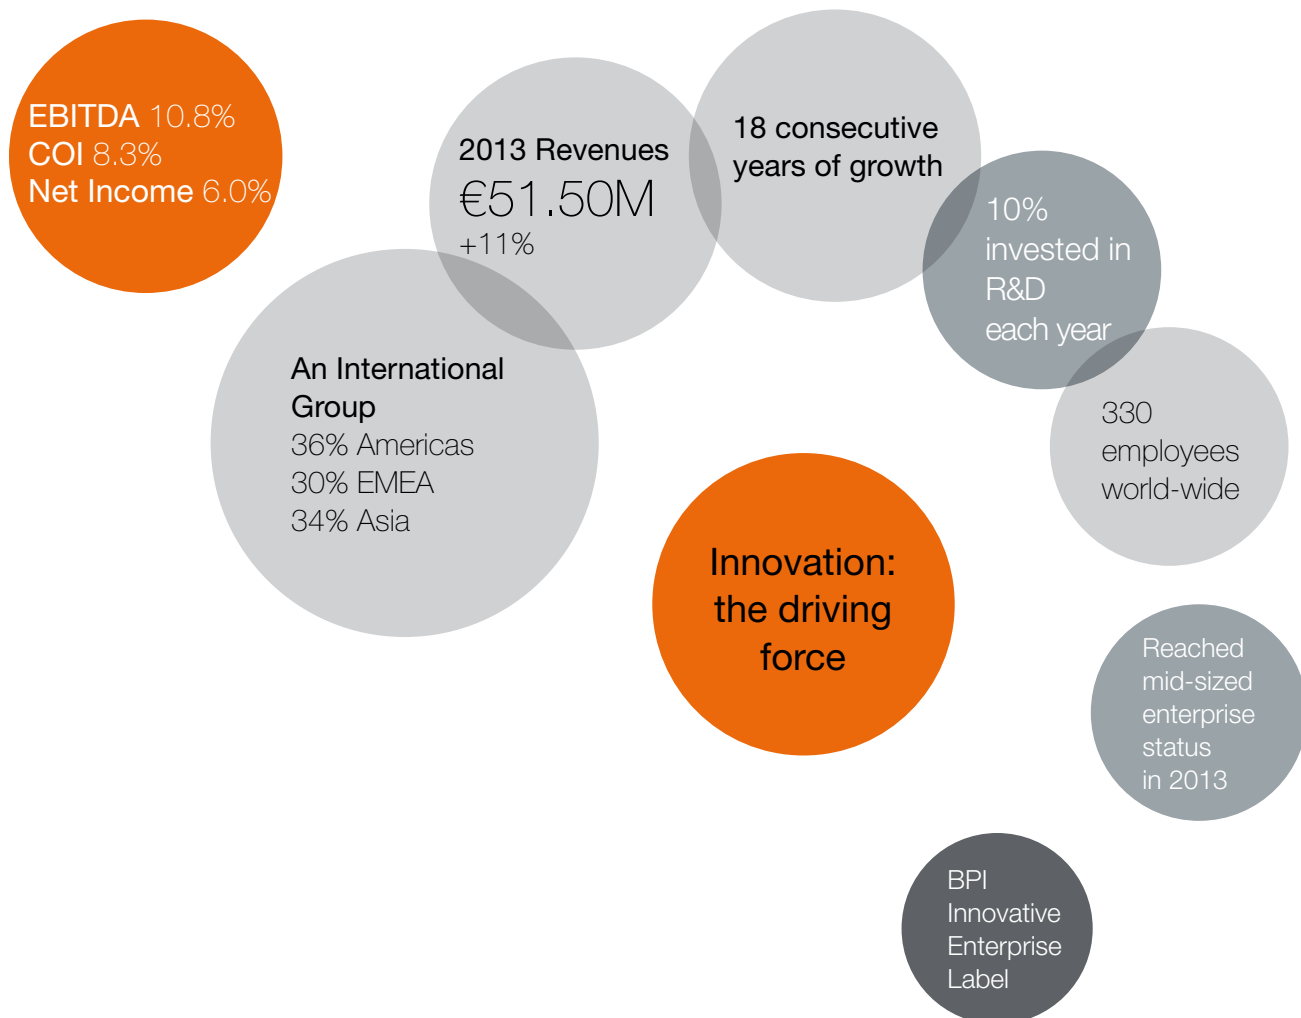 EBITDA 10.8%
COI 8.3%
Net Income 6.0%
2013 Revenues
€51.50M
+11%
18 consecutive
years of growth
10%
invested in
R&D
each year
An International
Group
36% Americas
30% EMEA
34% Asia
330
employees
world-wide
Innovation:
the driving
force
Reached
mid-sized
enterprise
status
in 2013
BPI
Innovative
Enterprise
Label